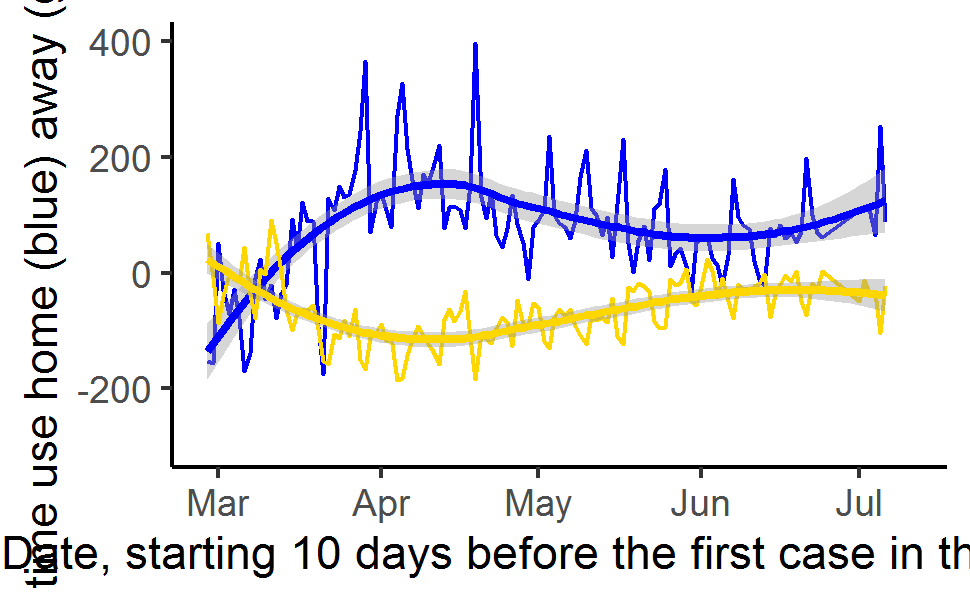 time use home (blue) away (
400
200
0
-200
Mar Apr May Jun Jul
Date, starting 10 days before the first case in th